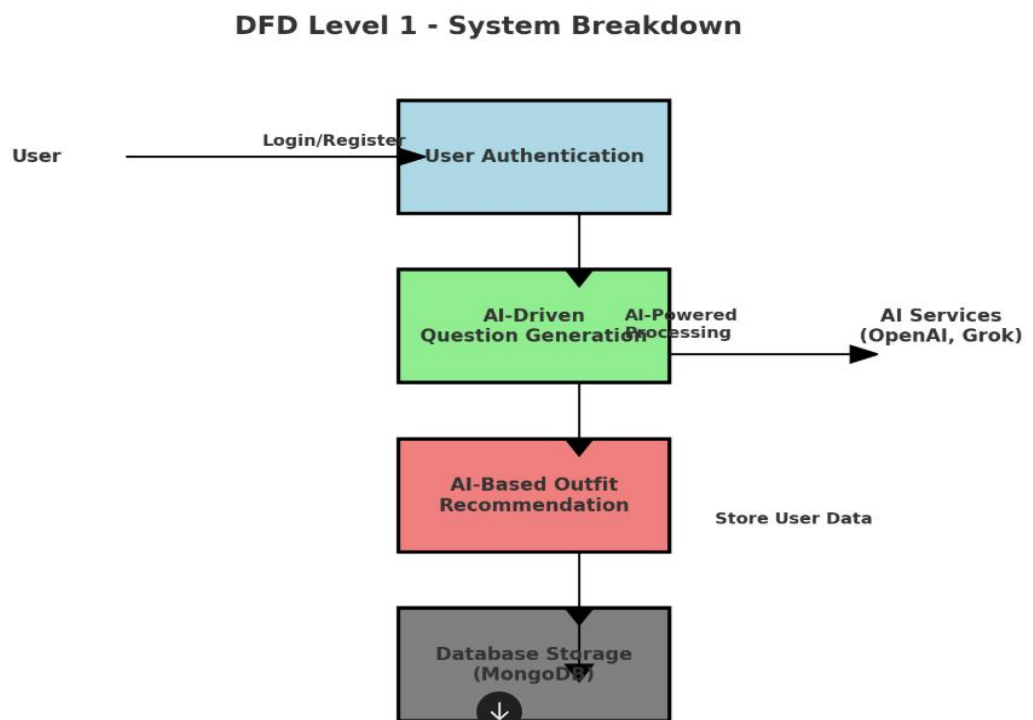 DFD Level 1 - System Breakdown
User
Login/Register
User Authentication
AI-Driven
Question Generation
AI-Powered
Processing
AI Services
(OpenAI, Grok)
AI-Based Outfit
Recommendation
Store User Data
Database Storage
(MongoDB)